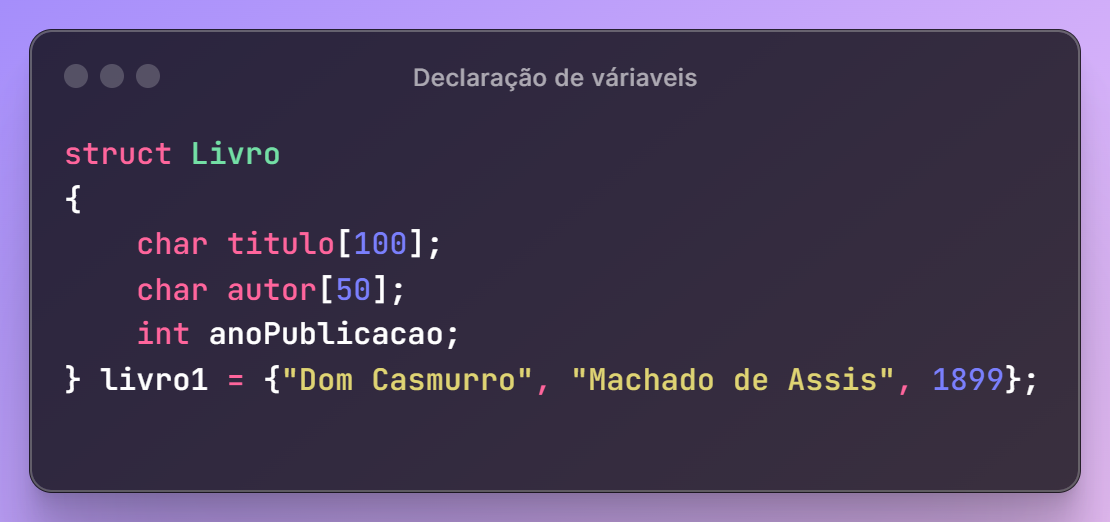 Declaração de váriaveis
struct Livro
{
    char titulo[100];
    char autor[50];
    int anoPublicacao;
} livro1 = {"Dom Casmurro", "Machado de Assis", 1899};